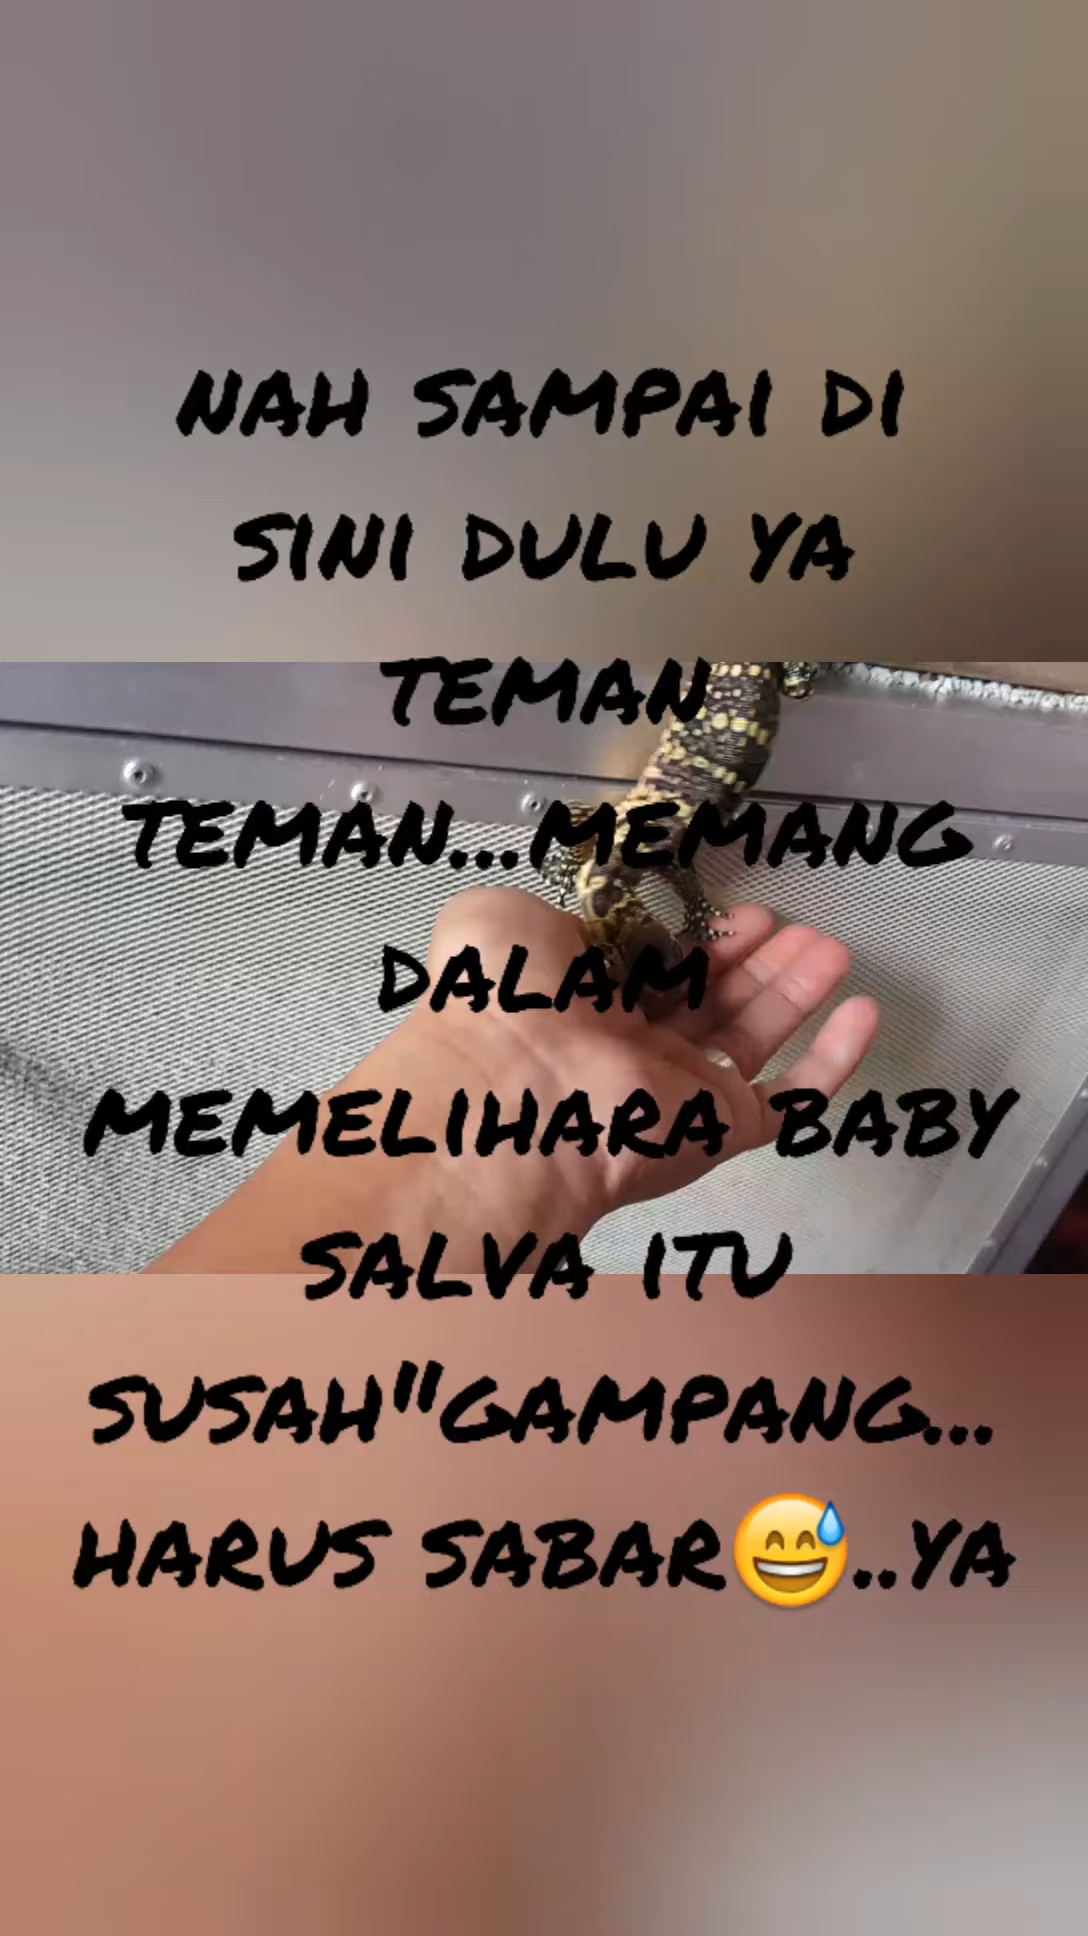 NAH SAMPAI DI
SINI DULU YA
TEMAN
TEMAN...MEMANG
DALAM
MEMELIHARA BABY
SALVA ITU
SUSAH"GAMPANG...
HARUS SABAR😅..YA